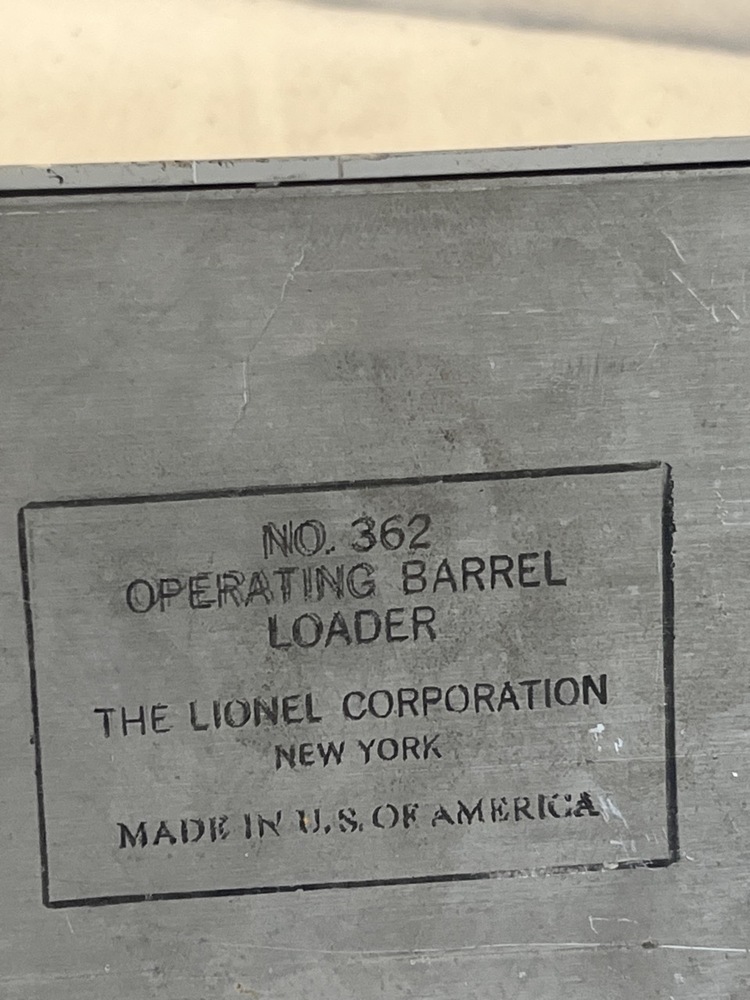 NO. 362
OPERATING BARREL
LOADER
THE LIONEL CORPORATION
NEW YORK
MADE IN U.S. OF AMERICA